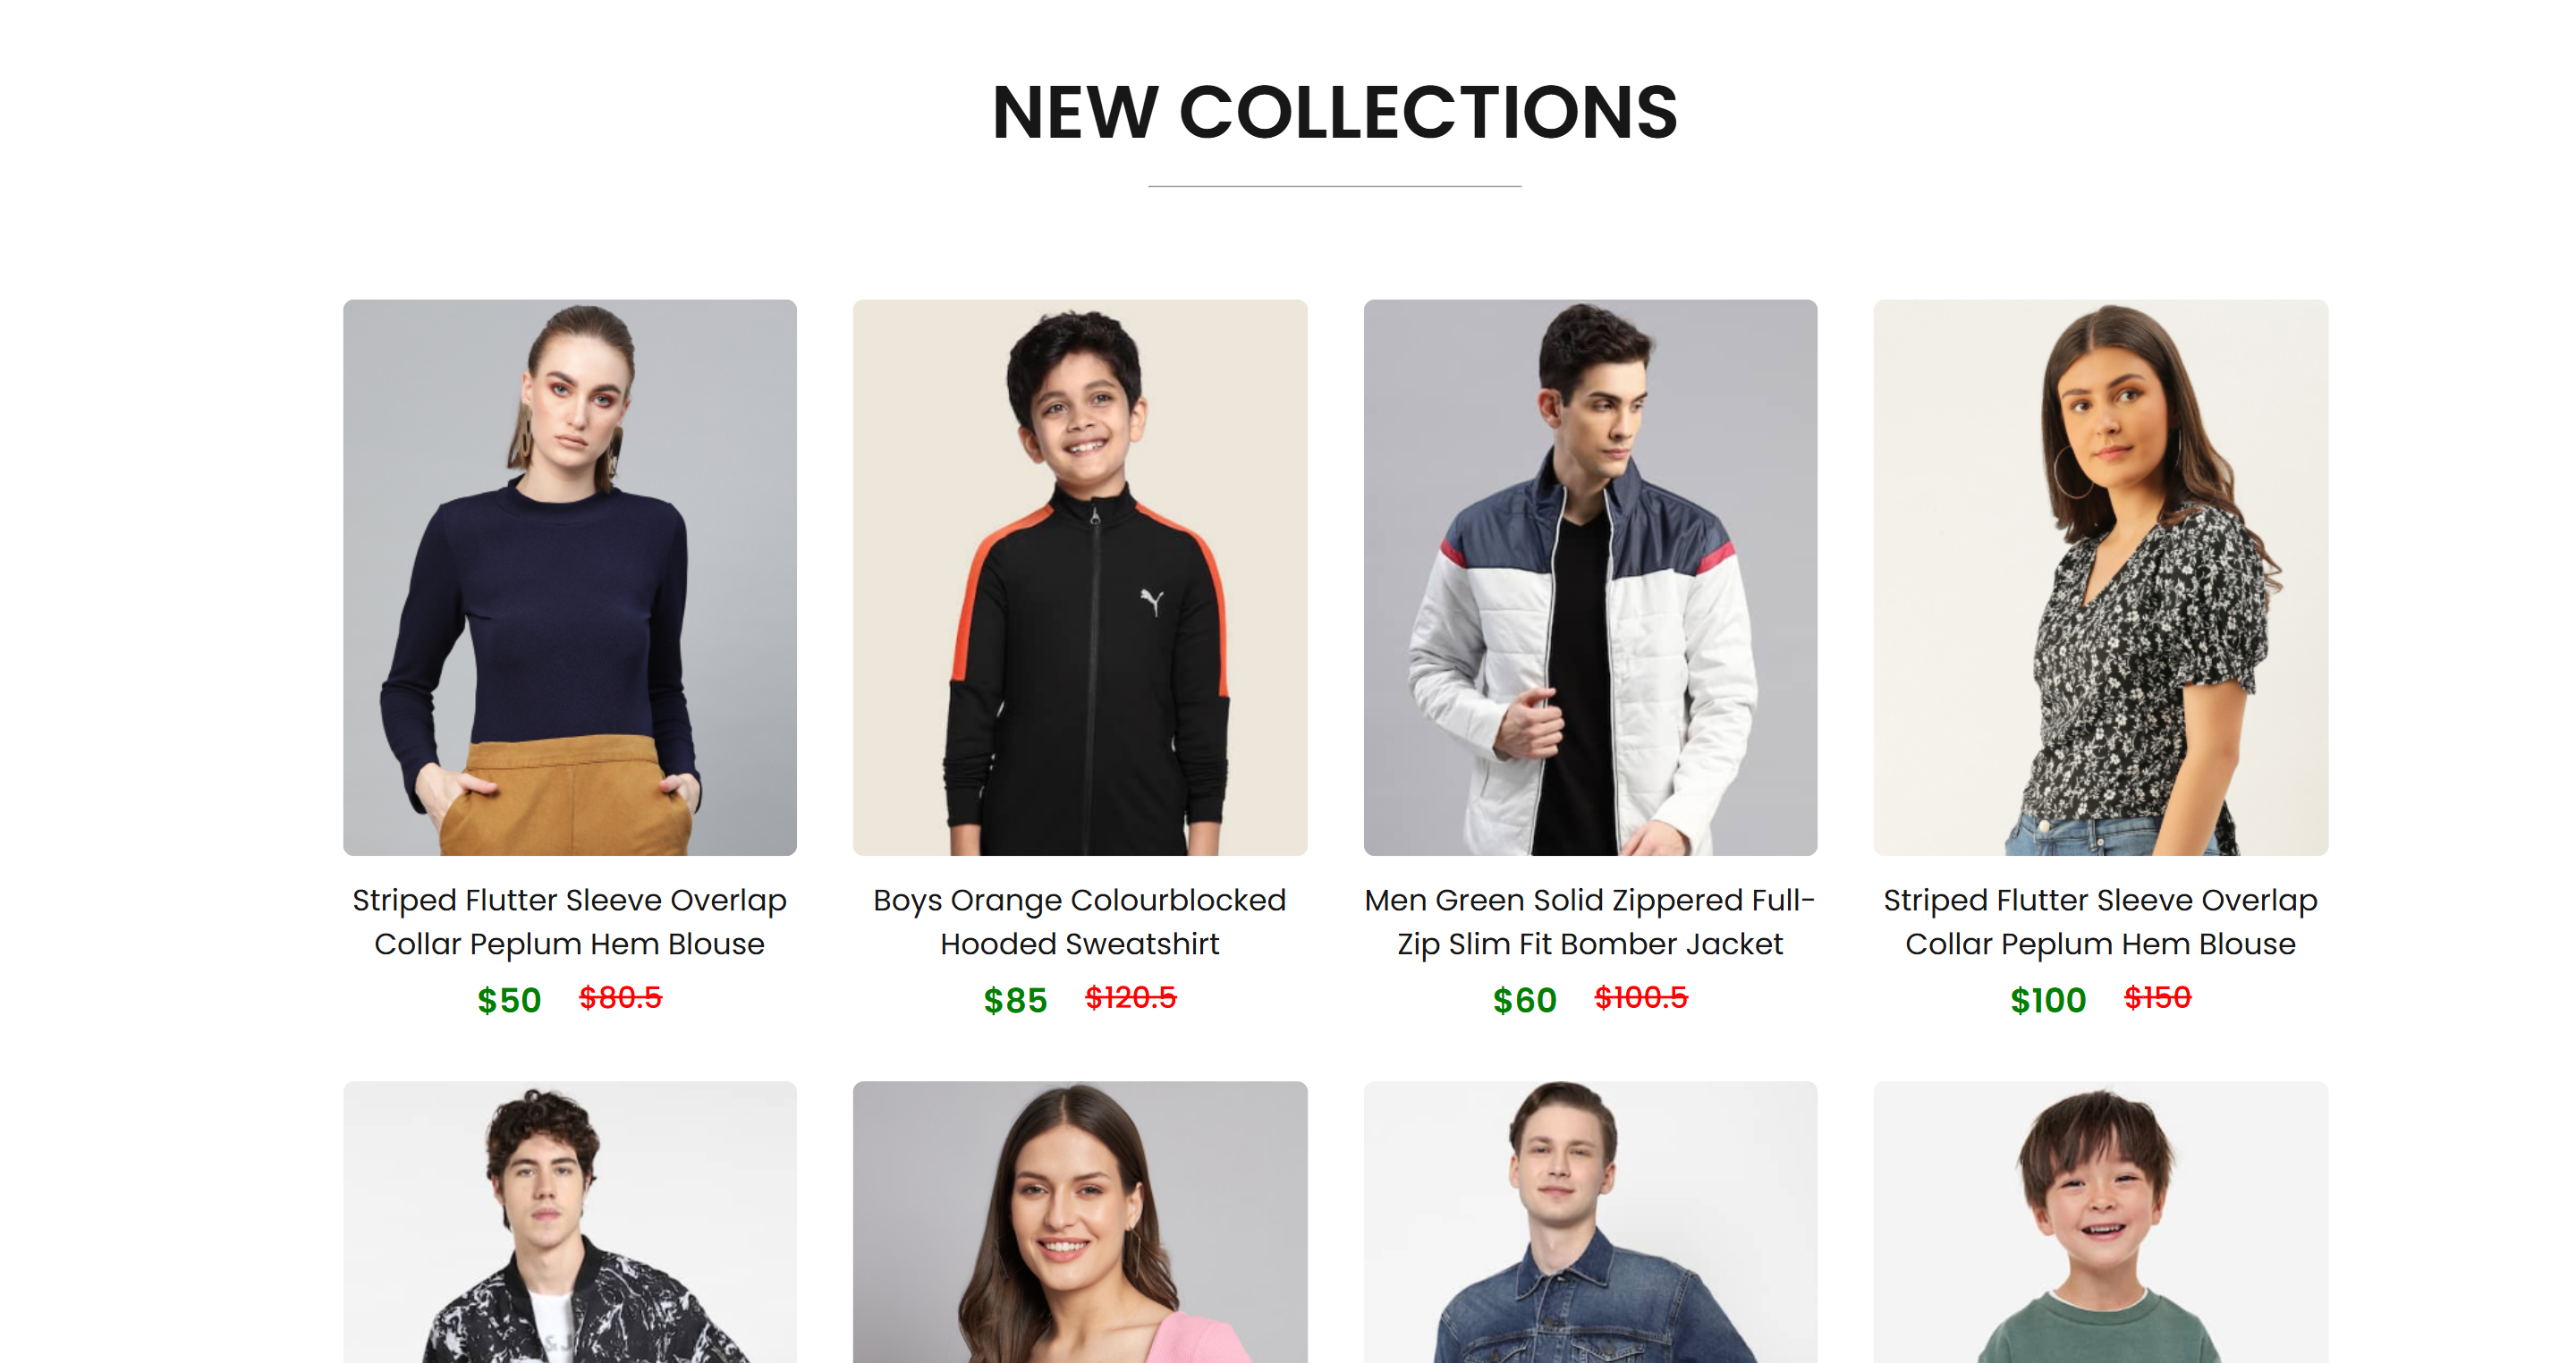 NEW COLLECTIONS
Striped Flutter Sleeve Overlap
Collar Peplum Hem Blouse
$50 $80.5
Boys Orange Colourblocked
Hooded Sweatshirt
$85 $120.5
Men Green Solid Zippered Full-
Zip Slim Fit Bomber Jacket
$60 $100.5
Striped Flutter Sleeve Overlap
Collar Peplum Hem Blouse
$100 $150